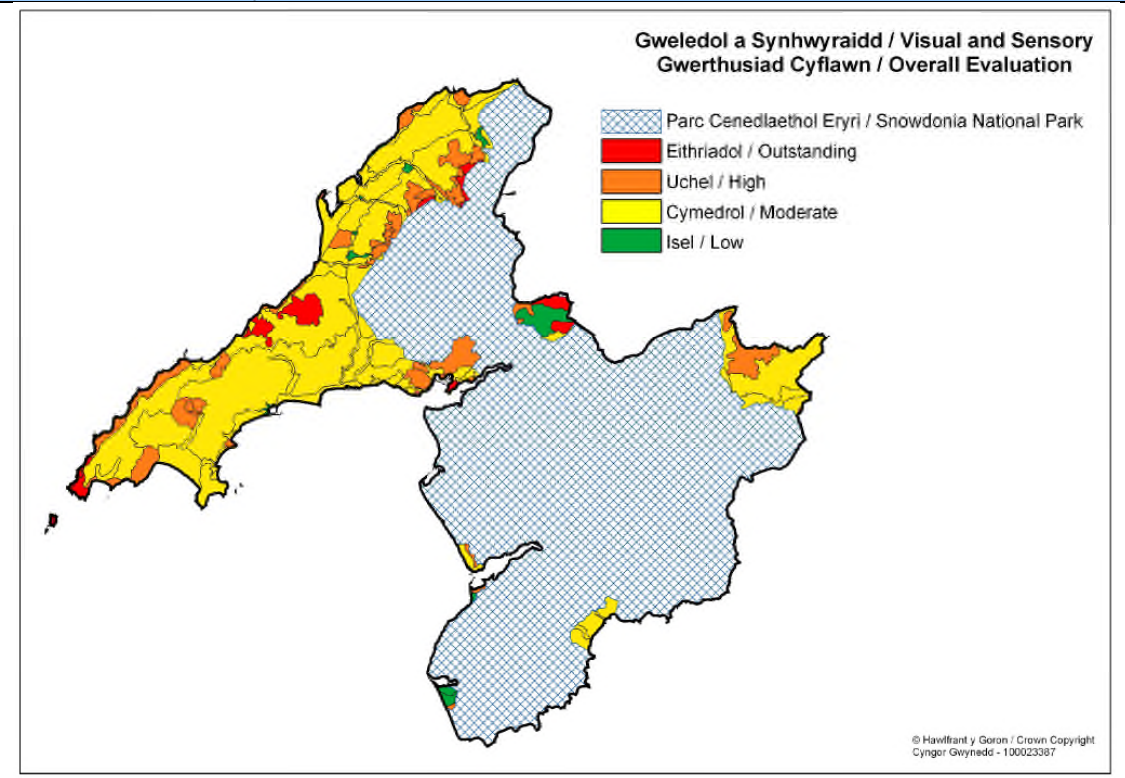 Gweledol a Synhwyraidd / Visual and Sensory
Gwerthusiad Cyflawn / Overall Evaluation
Parc Cenedlaethol Eryri / Snowdonia National Park
Eithriadol / Outstanding
Uchel / High
Cymedrol / Moderate
Isel / Low
© Hawlfraint y Goron / Crown Copyright
Cyngor Gwynedd - 100023387